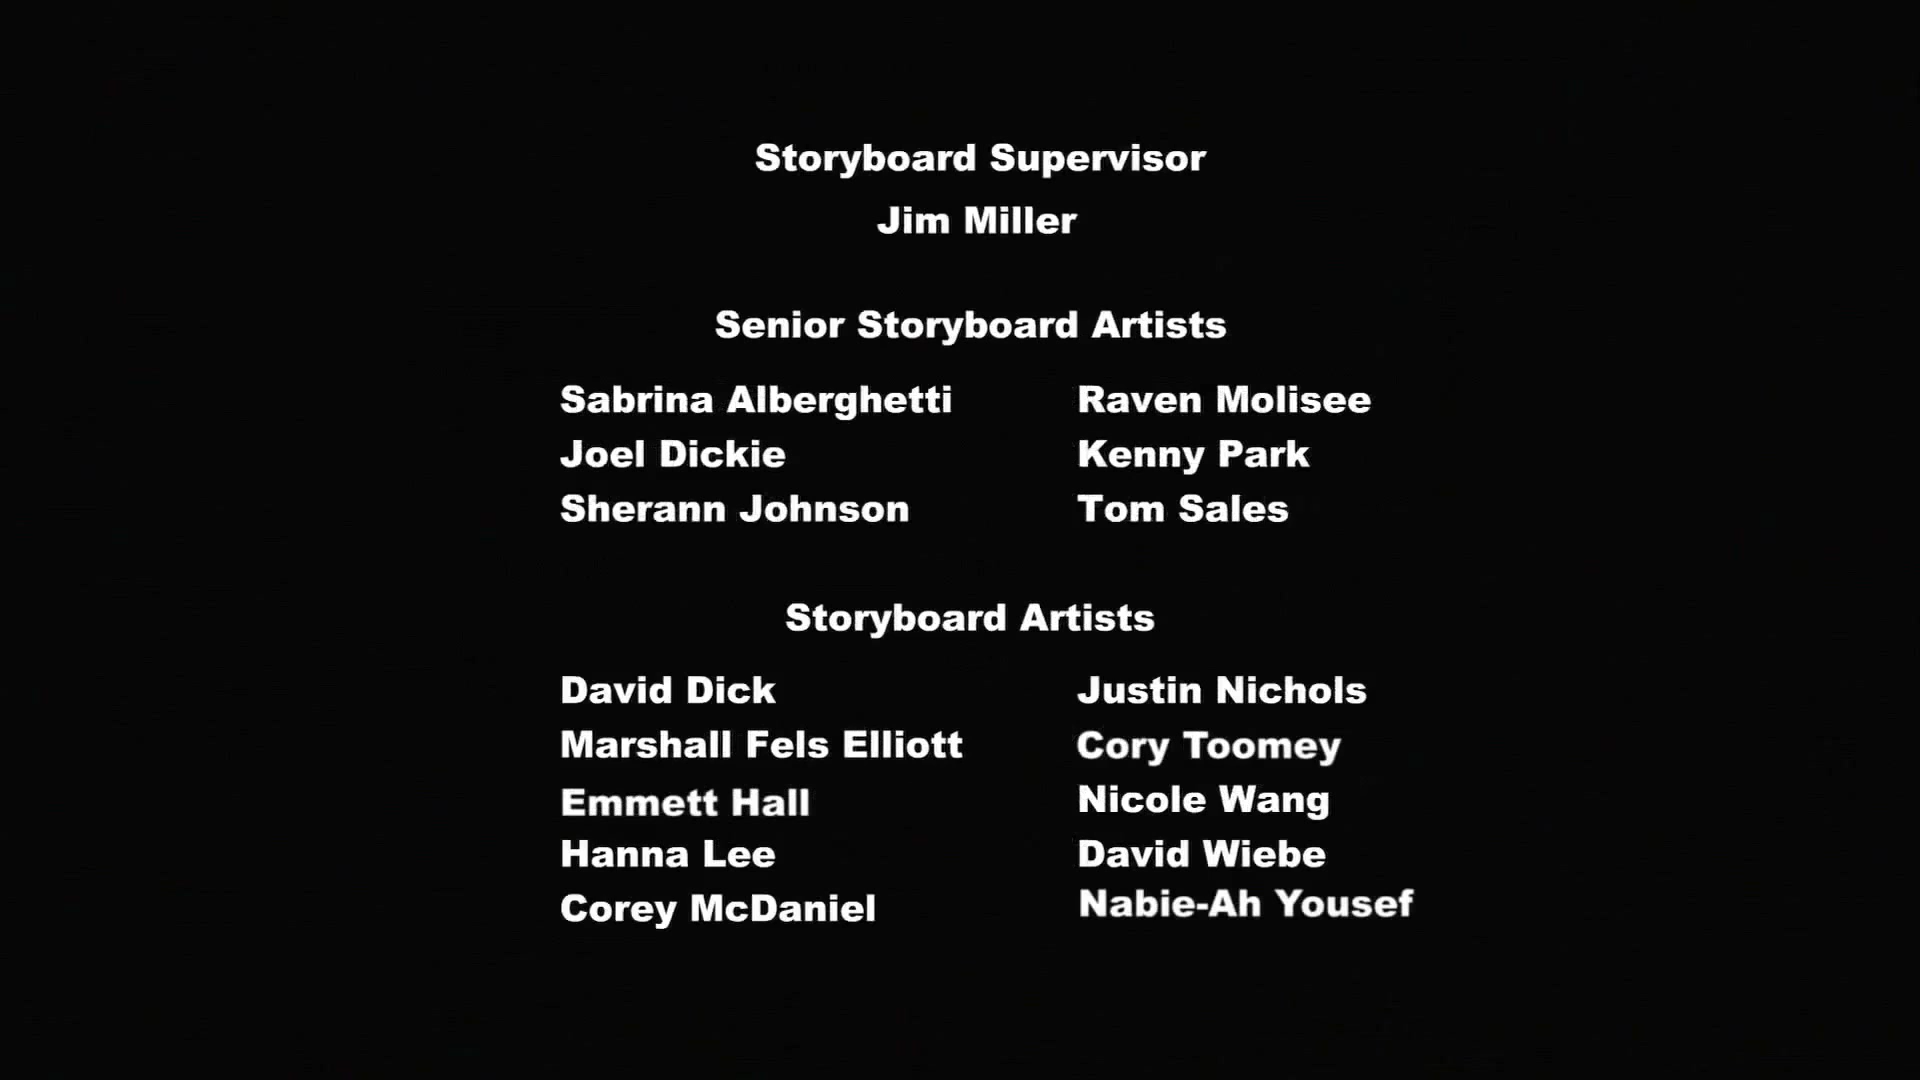 Storyboard Supervisor
Jim Miller
Senior Storyboard Artists
Sabrina Alberghetti
Joel Dickie
Sherann Johnson
Raven Molisee
Kenny Park
Tom Sales
Storyboard Artists
David Dick
Marshall Fels Elliott
Emmett Hall
Hanna Lee
Corey McDaniel
Justin Nichols
Cory Toomey
Nicole Wang
David Wiebe
Nabie-Ah Yousef